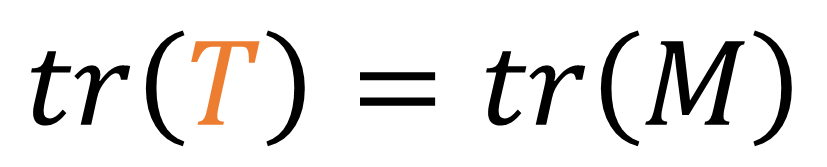 tr(T) = tr(M)